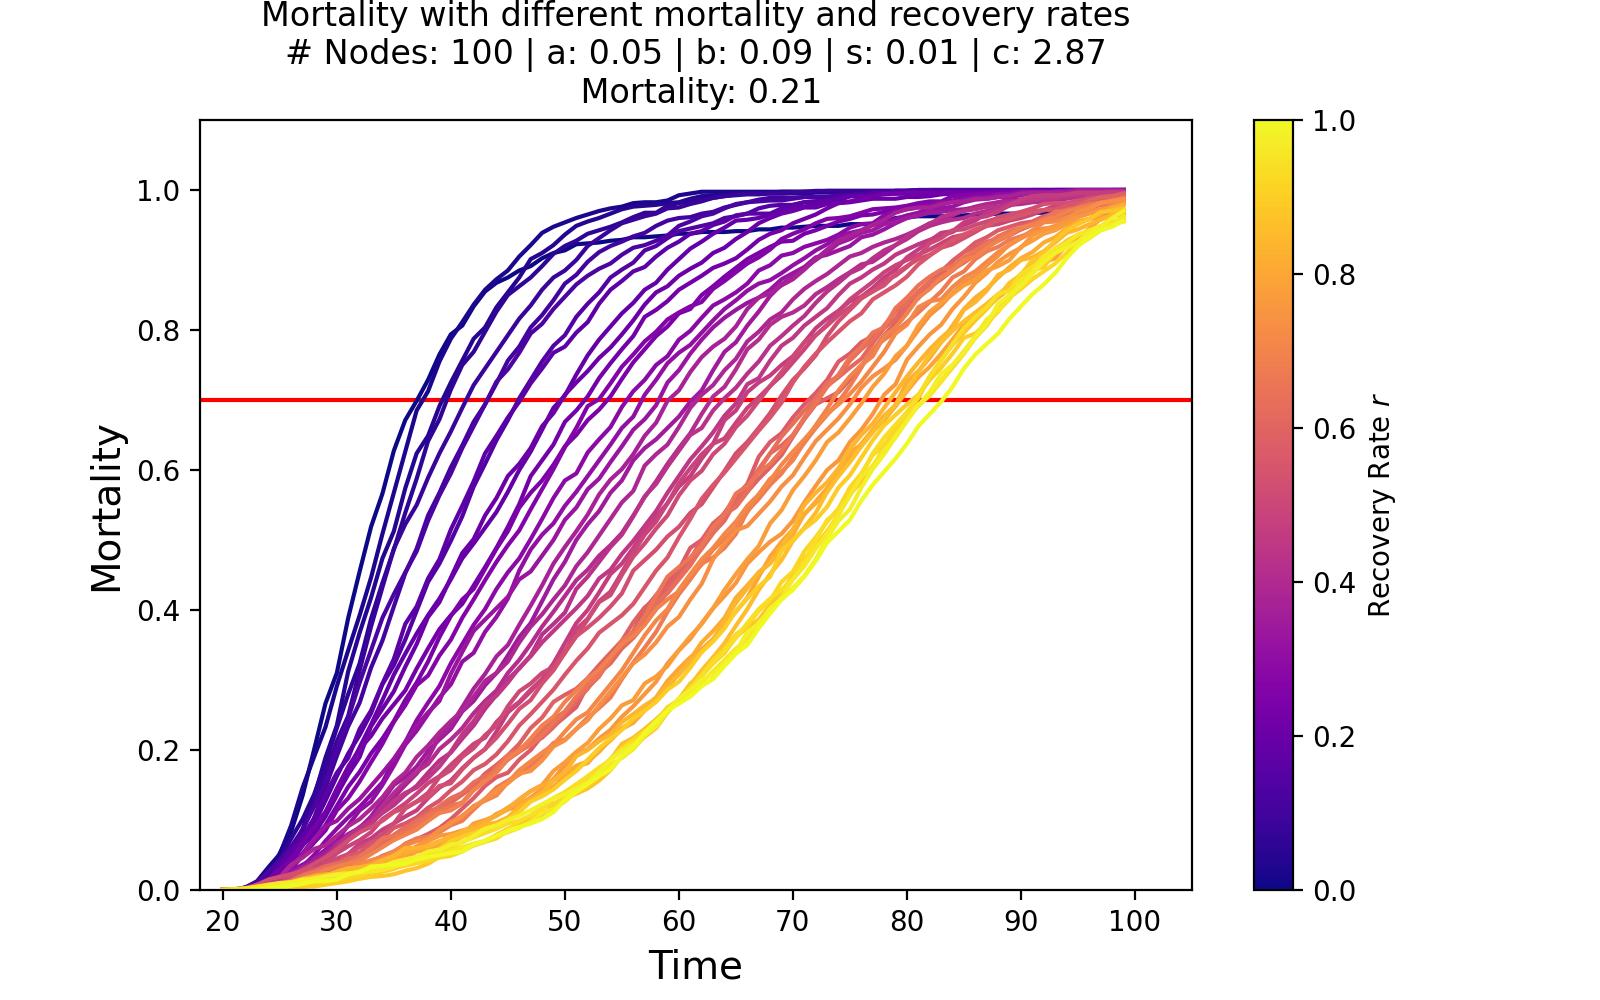 Mortality with different mortality and recovery rates
# Nodes: 100 | a: 0.05 | b: 0.09 | s: 0.01 | c: 2.87
Mortality: 0.21
Mortality
1.0
0.8
0.6
0.4
0.2
0.0
20 30 40 50 60 70 80 90 100
Time
1.0
0.8
0.6
0.4
0.2
0.0
Recovery Rate r